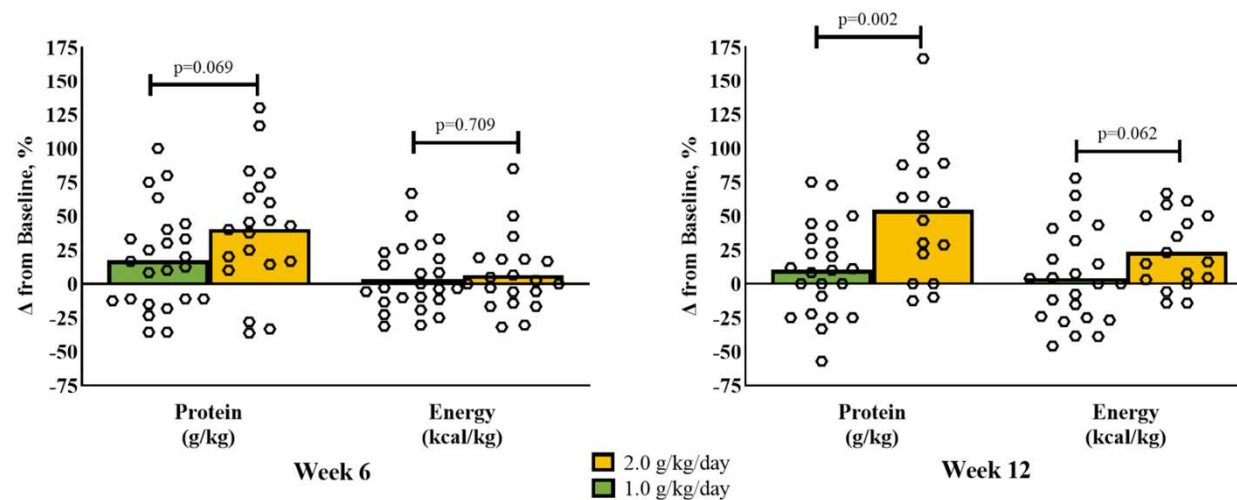 Δ from Baseline, %
175
150
125
100
75
50
25
0
-25
-50
-75
p=0.069
p=0.709
Protein
(g/kg)
Energy
(kcal/kg)
Week 6
Δ from Baseline, %
175
150
125
100
75
50
25
0
-25
-50
-75
p=0.002
p=0.062
Protein
(g/kg)
Energy
(kcal/kg)
Week 12
2.0 g/kg/day
1.0 g/kg/day